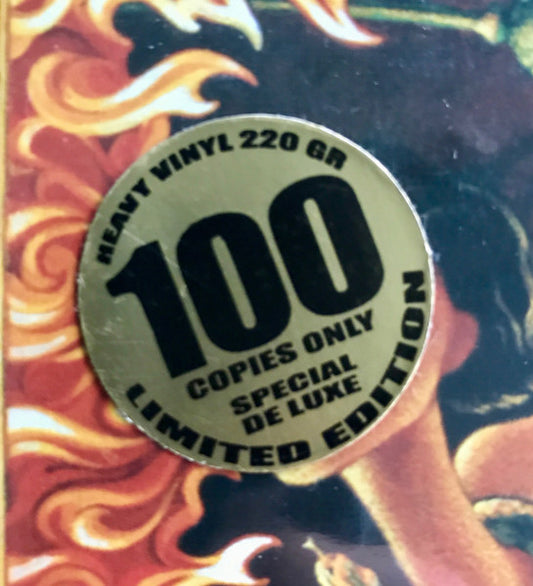 HEAVY VINYL 220 GR
100
COPIES ONLY
SPECIAL
DE LUXE
LIMITED EDITION